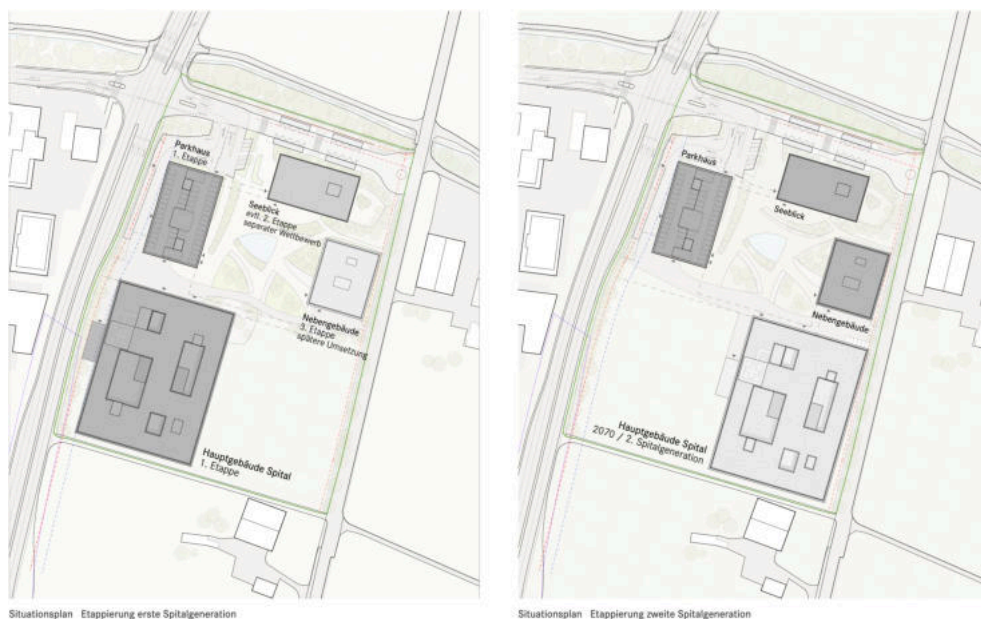 Parkhaus
1. Etappe
Seeblick
evtl. 2. Etappe
separater Wettbewerb
Nebengebäude
3. Etappe
spätere Umsetzung
Hauptgebäude Spital
1. Etappe
Situationsplan Etappierung erste Spitalgeneration
Parkhaus
Seeblick
Nebengebäude
Hauptgebäude Spital
2070 / 2. Spitalgeneration
Situationsplan Etappierung zweite Spitalgeneration